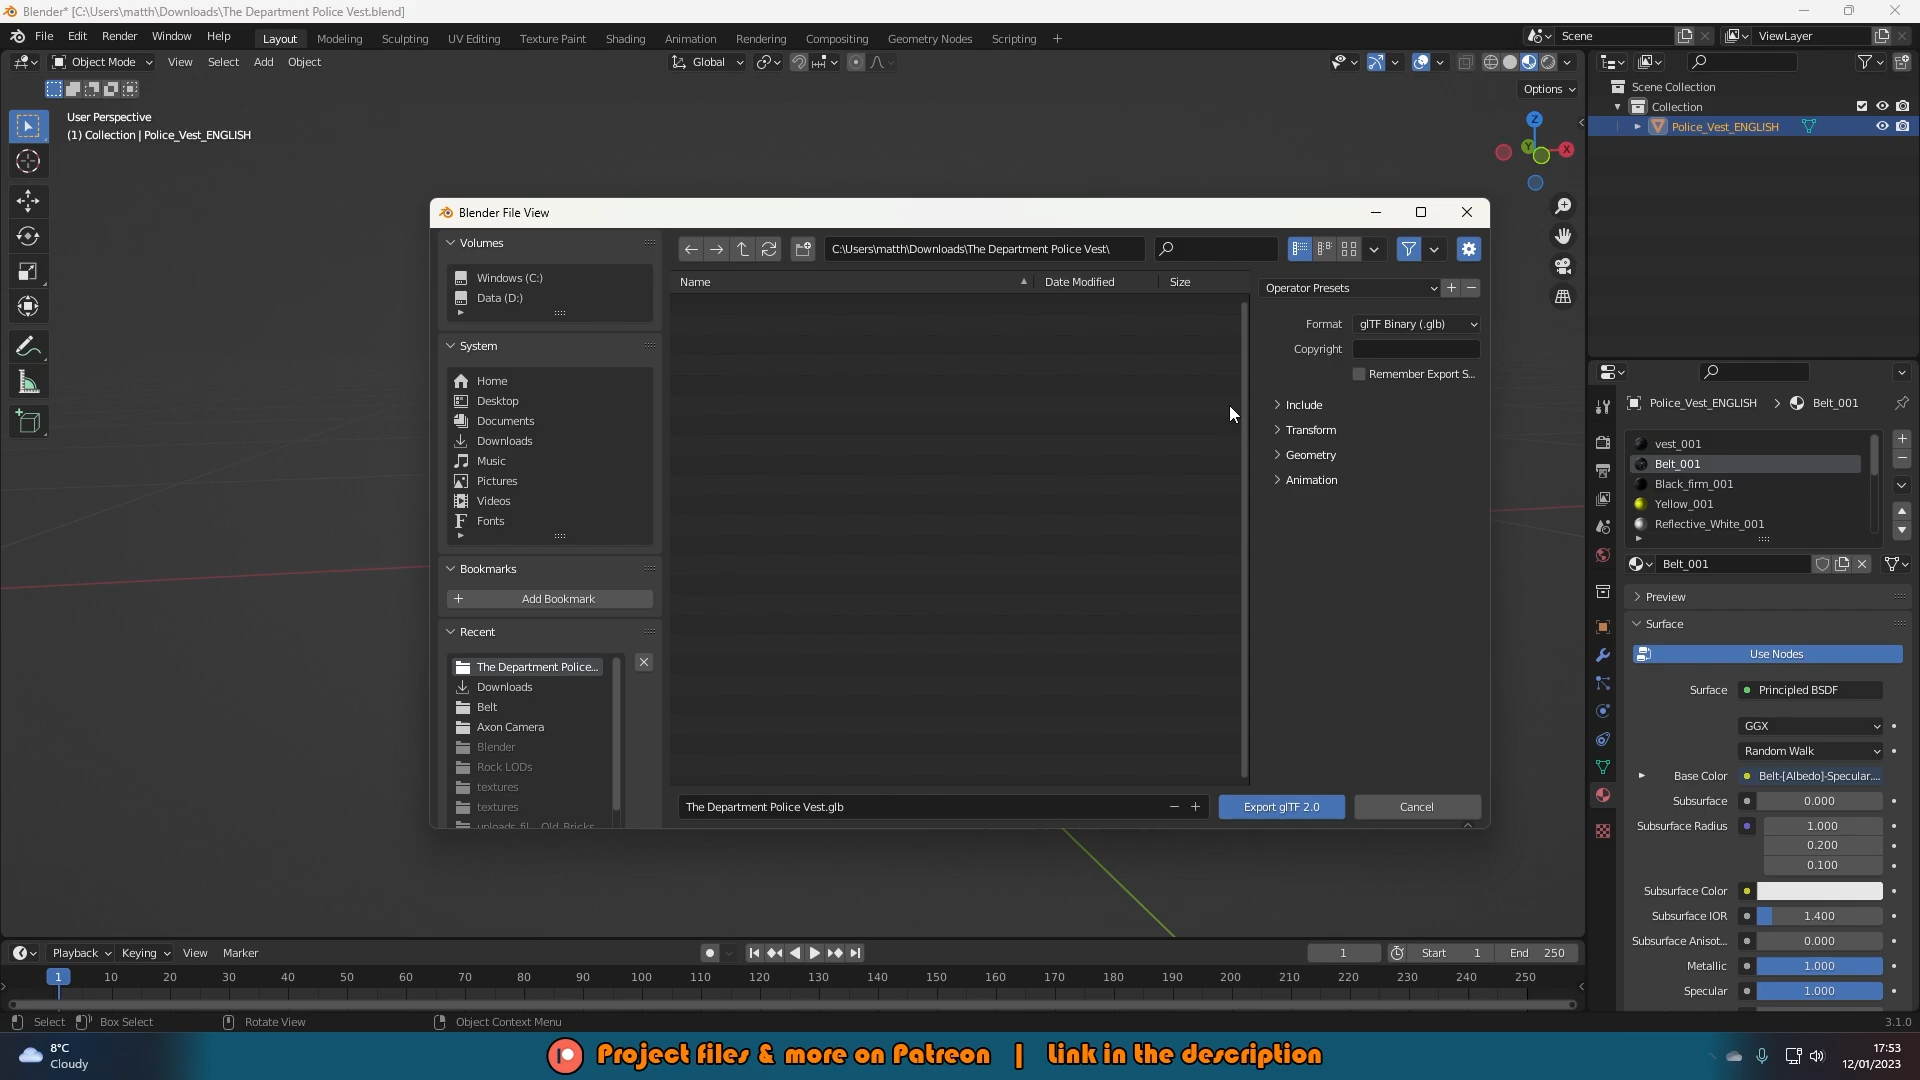 Blender* [C:\Users\matth\Downloads\The Department Police Vest.blend]
File Edit Render Window Help Layout Modeling Sculpting UV Editing Texture Paint Shading Animation Rendering Compositing Geometry Nodes Scripting + Scene ViewLayer
Object Mode View Select Add Object Global
Options
User Perspective
(1) Collection | Police_Vest_ENGLISH
Z
Y
X
Scene Collection
Collection
Police_Vest_ENGLISH
Blender File View
Volumes
Windows (C:)
Data (D:)
System
Home
Desktop
Documents
Downloads
Music
Pictures
Videos
Fonts
Bookmarks
+ Add Bookmark
Recent
The Department Police...
Downloads
Belt
Axon Camera
Blender
Rock LODs
textures
textures
C:\Users\matth\Downloads\The Department Police Vest\
Name Date Modified Size
Operator Presets
Format glTF Binary (.glb)
Copyright
Remember Export S...
Include
Transform
Geometry
Animation
The Department Police Vest.glb
Export glTF 2.0 Cancel
Police_Vest_ENGLISH > Belt_001
vest_001
Belt_001
Black_firm_001
Yellow_001
Reflective_White_001
Belt_001
Preview
Surface
Use Nodes
Surface Principled BSDF
GGX
Random Walk
Base Color Belt-[Albedo]-Specular....
Subsurface 0.000
Subsurface Radius 1.000
0.200
0.100
Subsurface Color
Subsurface IOR 1.400
Subsurface Anisot... 0.000
Metallic 1.000
Specular 1.000
Playback Keying View Marker 1 Start 1 End 250
1 10 20 30 40 50 60 70 80 90 100 110 120 130 140 150 160 170 180 190 200 210 220 230 240 250
Select Box Select Rotate View Object Context Menu 3.1.0
8°C
Cloudy
Project files & more on Patreon | Link in the description
17:53
12/01/2023